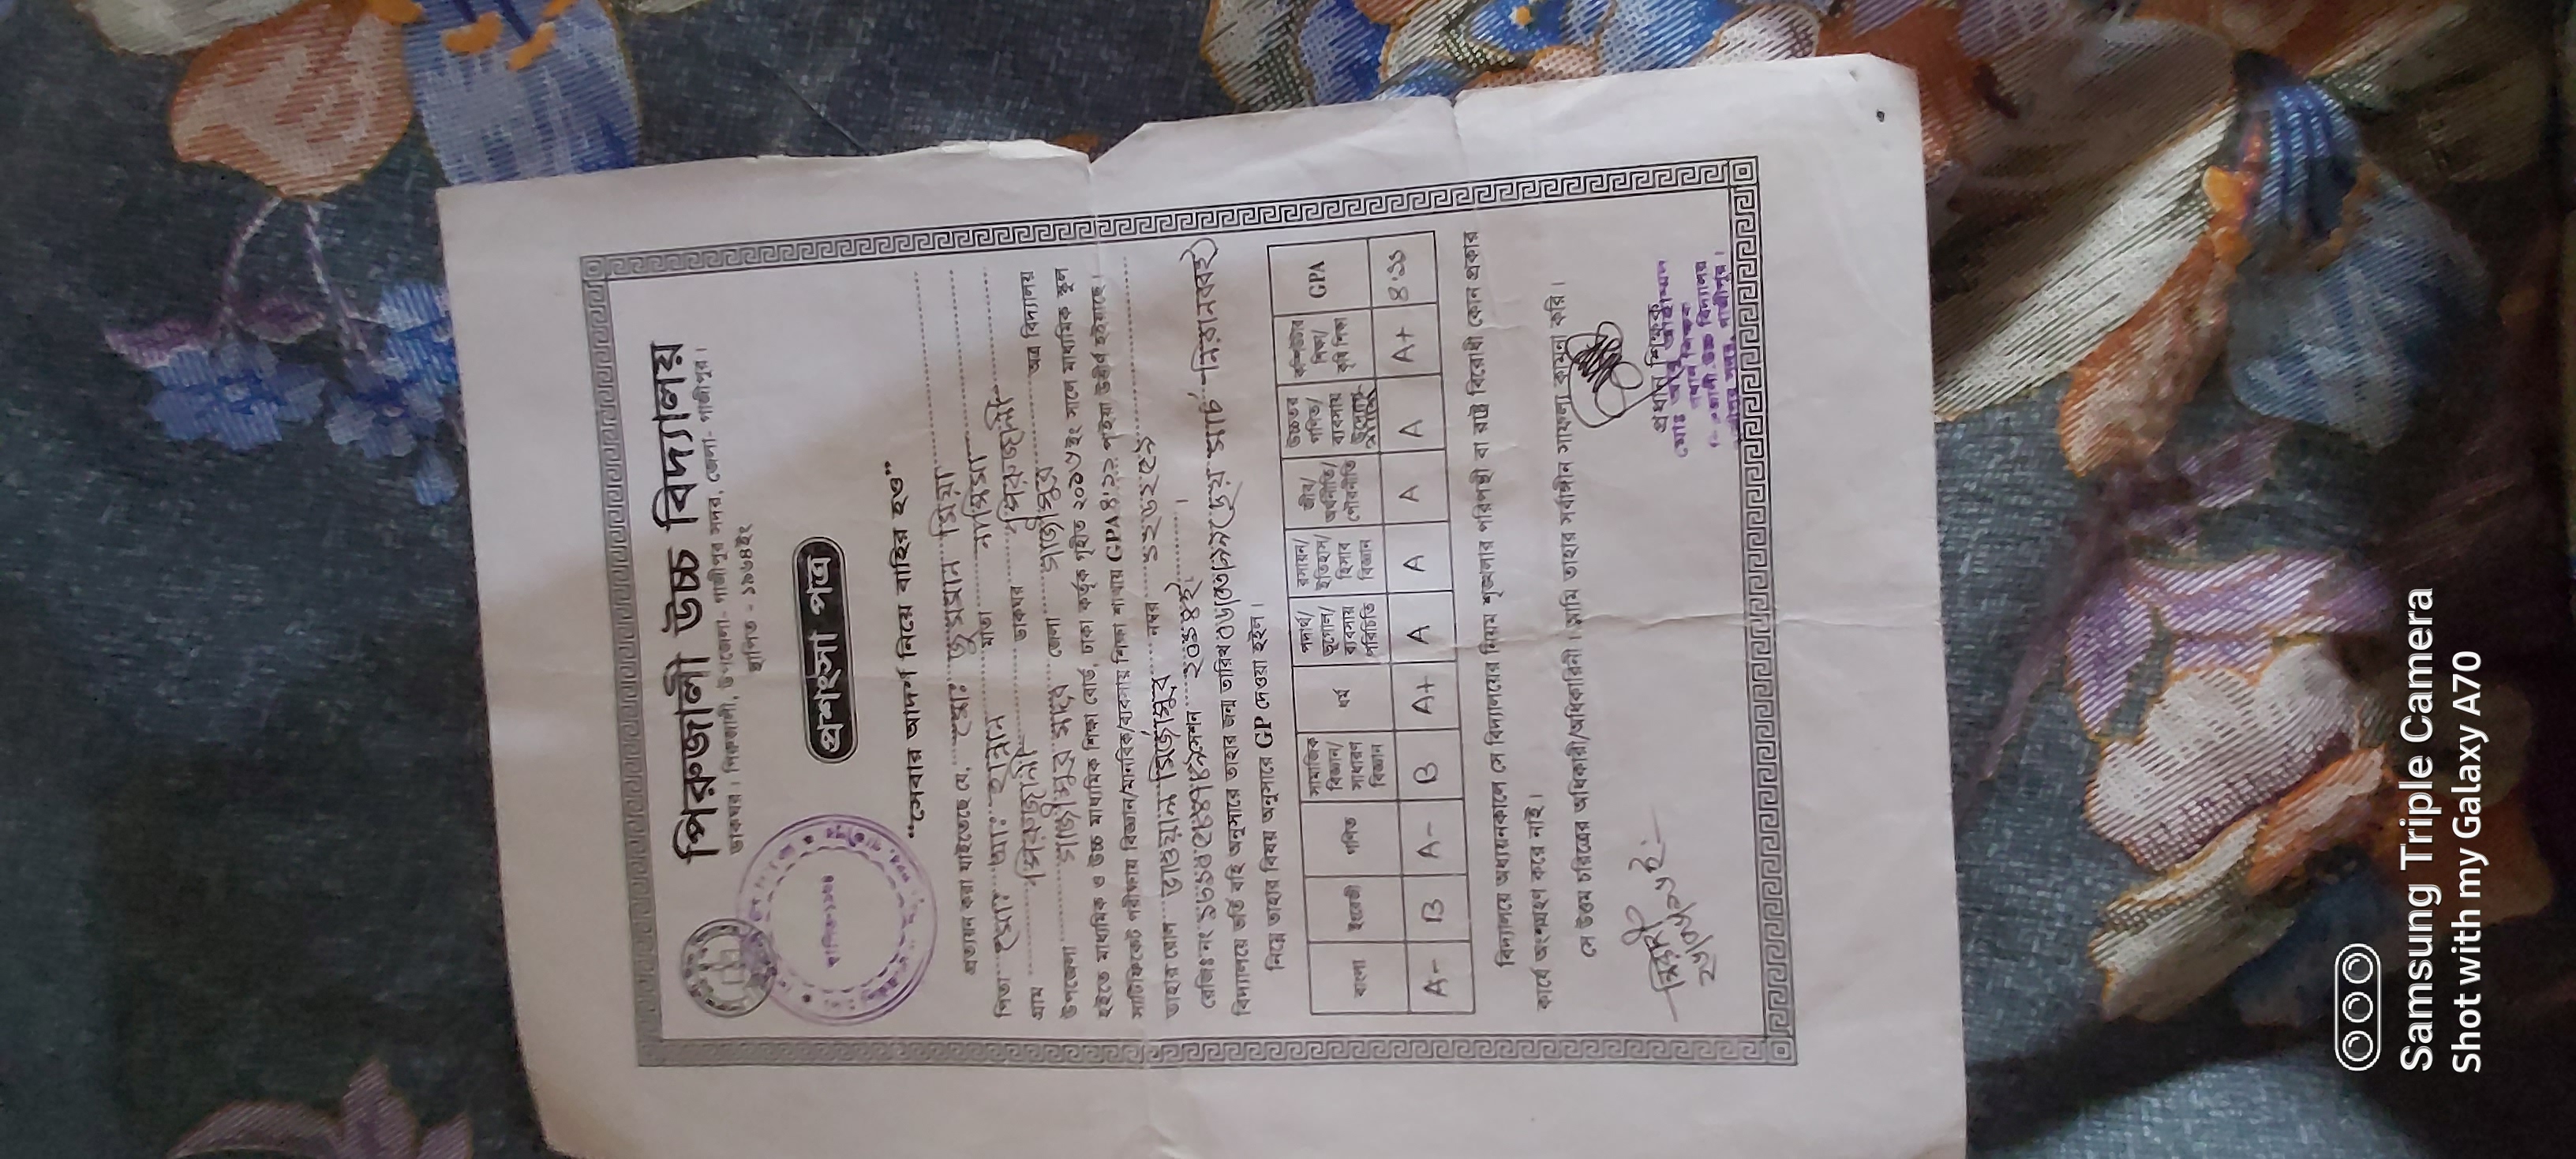 পিরুজালী উচ্চ বিদ্যালয়
ডাকঘর। পিরুজালী, উপজেলা- গাজীপুর সদর, জেলা- গাজীপুর।
স্থাপিত - ১৯৬৪ইং
স্থাপিত-১৯৬৪
প্রশংসা পত্র
“সেবার আদর্শ নিয়ে বাহির হও”
প্রত্যয়ন করা যাইতেছে যে, মোঃ জুমমান মিয়া
পিতা মোঃ আঃ হান্নান মাতা নাছিমা
গ্রাম পিরুজালী ডাকঘর পিরুজালী
উপজেলা গাজীপুর সদর জেলা গাজীপুর অত্র বিদ্যালয়
হইতে মাধ্যমিক ও উচ্চ মাধ্যমিক শিক্ষা বোর্ড, ঢাকা কর্তৃক গৃহীত ২০১৬ইং সালে মাধ্যমিক স্কুল
সার্টিফিকেট পরীক্ষায় বিজ্ঞান/মানবিক/ব্যবসায় শিক্ষা শাখায় GPA ৪.১১ পাইয়া উত্তীর্ণ হইয়াছে।
তাহার রোল ভাওয়াল মির্জাপুর নম্বর ১২৬২৫৯
রেজিঃ নং সেশন ২০১৪ইং।
বিদ্যালয়ে ভর্তি বহি অনুসারে তাহার জন্ম তারিখ ০৬/০৩/৯৯ (ছয় মার্চ নিরানব্বই)
নিম্নে তাহার বিষয় অনুসারে GP দেওয়া হইল।
বাংলা ইংরেজী গণিত সামাজিক বিজ্ঞান/সাধারণ বিজ্ঞান ধর্ম পদার্থ/ভূগোল/ব্যবসায় পরিচিতি রসায়ন/ইতিহাস/হিসাব বিজ্ঞান জীব/অর্থনীতি/পৌরনীতি উচ্চতর গণিত/ব্যবসায় উদ্যোগ কম্পিউটার শিক্ষা/কৃষি শিক্ষা GPA
A- B A- B A+ A A A A A+ ৪.১১
বিদ্যালয়ে অধ্যয়নকালে সে বিদ্যালয়ের নিয়ম শৃঙ্খলার পরিপন্থী বা রাষ্ট্র বিরোধী কোন প্রকার
কার্যে অংশগ্রহণ করে নাই।
সে উত্তম চরিত্রের অধিকারী/অধিকারিনী। আমি তাহার সর্বাঙ্গীন সাফল্য কামনা করি।
প্রধান শিক্ষক
মোঃ আবু
প্রধান শিক্ষক
উচ্চ বিদ্যালয়
গাজীপুর সদর, গাজীপুর।
Samsung Triple Camera
Shot with my Galaxy A70